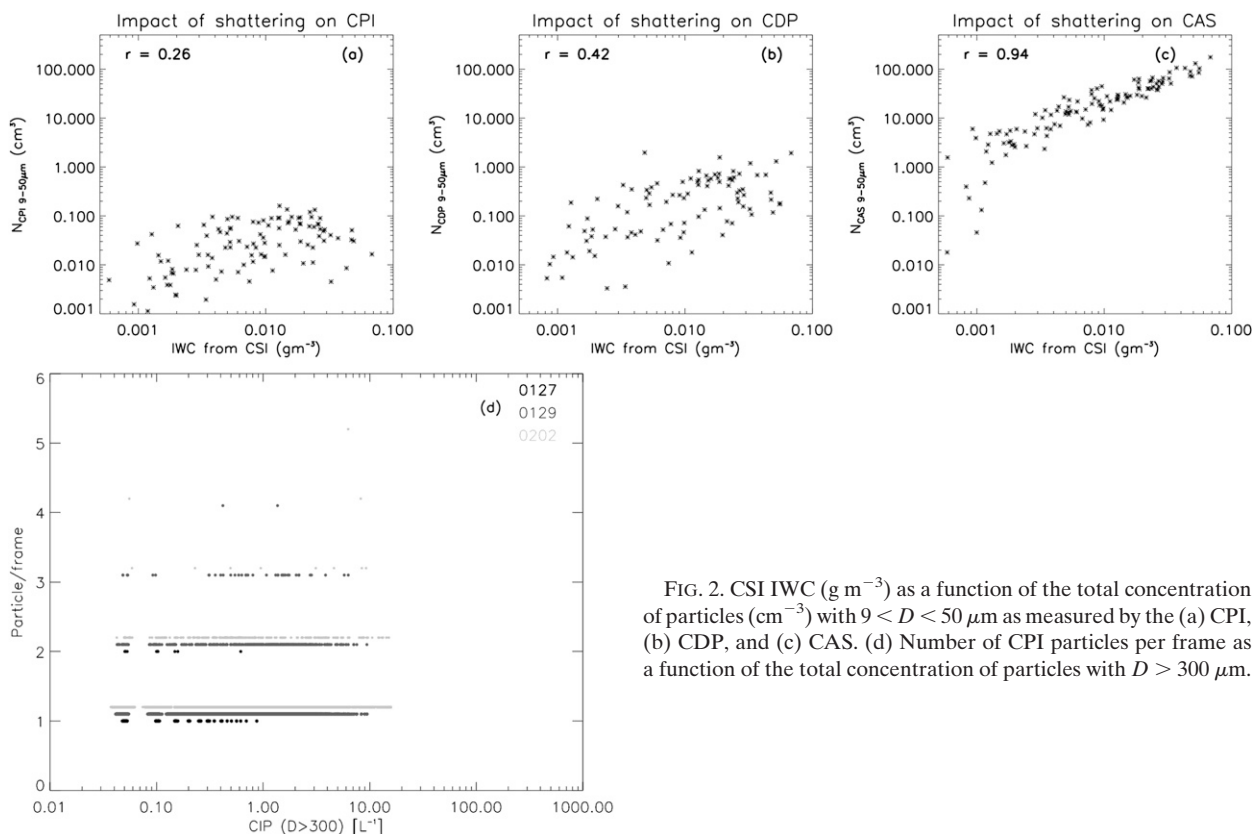 Impact of shattering on CPI
r = 0.26 (a)
100.000
10.000
1.000
0.100
0.010
0.001
N_CPI 9−50μm (cm³)
0.001 0.010 0.100
IWC from CSI (gm⁻³)
Impact of shattering on CDP
r = 0.42 (b)
100.000
10.000
1.000
0.100
0.010
0.001
N_CDP 9−50μm (cm³)
0.001 0.010 0.100
IWC from CSI (gm⁻³)
Impact of shattering on CAS
r = 0.94 (c)
100.000
10.000
1.000
0.100
0.010
0.001
N_CAS 9−50μm (cm³)
0.001 0.010 0.100
IWC from CSI (gm⁻³)
(d)
0127
0129
0202
6
5
4
3
2
1
0
Particle/frame
0.01 0.10 1.00 10.00 100.00 1000.00
CIP (D>300) [L⁻¹]
FIG. 2. CSI IWC (g m⁻³) as a function of the total concentration
of particles (cm⁻³) with 9 < D < 50 μm as measured by the (a) CPI,
(b) CDP, and (c) CAS. (d) Number of CPI particles per frame as
a function of the total concentration of particles with D > 300 μm.